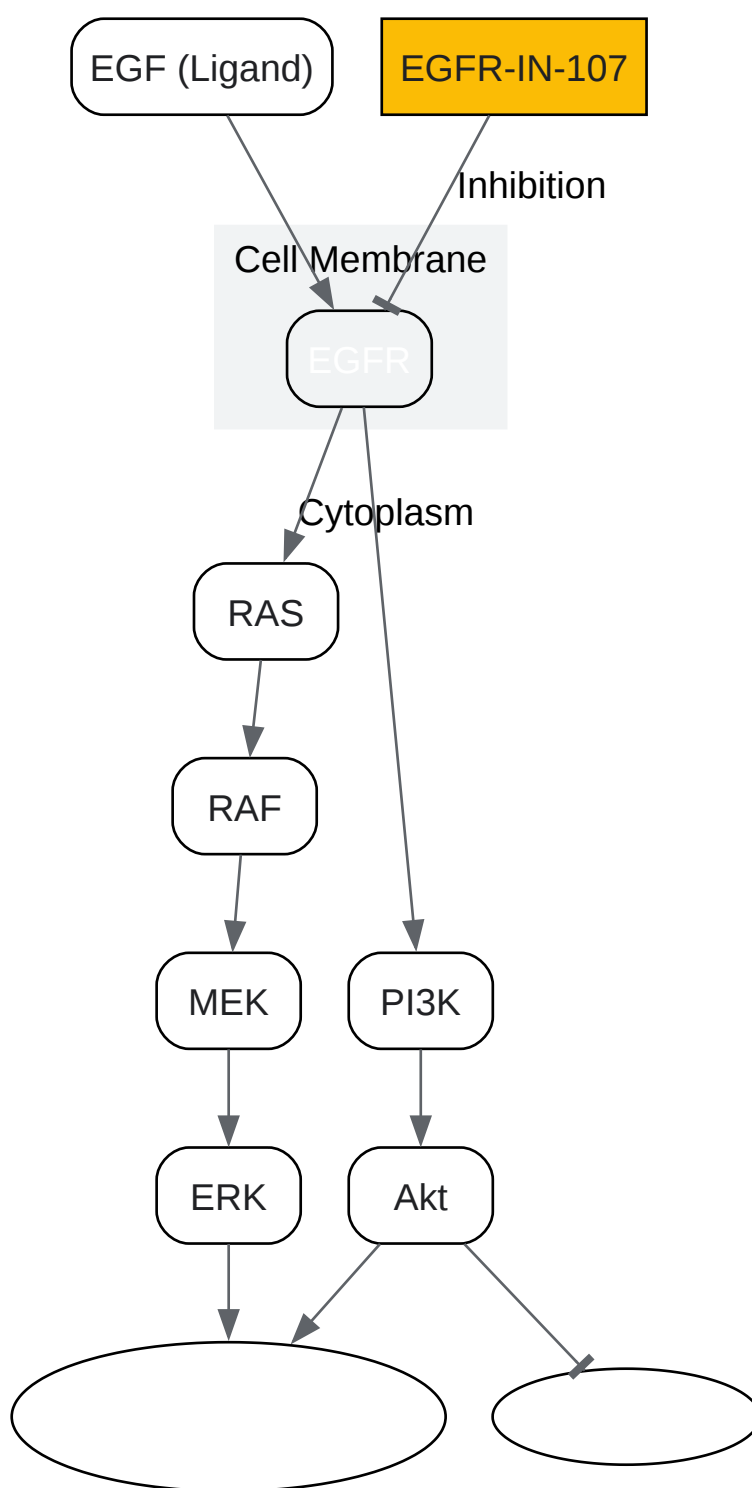 EGF (Ligand)
EGFR-IN-107
Inhibition
Cell Membrane
EGFR
Cytoplasm
RAS
RAF
MEK
PI3K
ERK
Akt